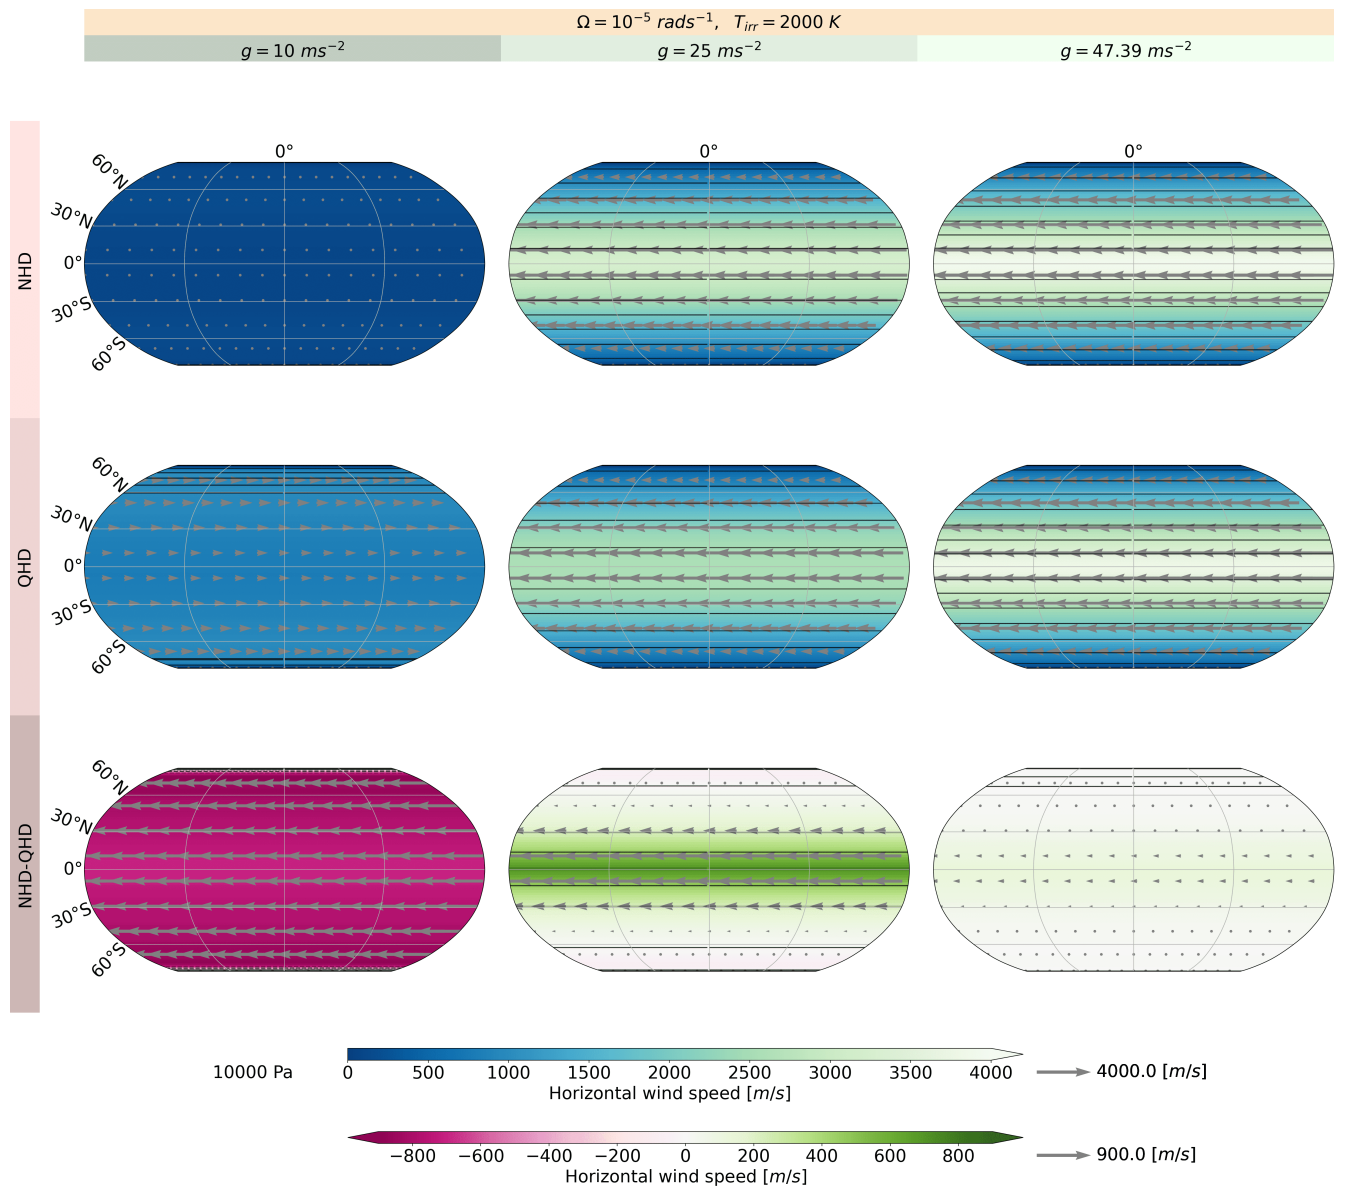 Ω = 10⁻⁵ rads⁻¹, T_irr = 2000 K
g = 10 ms⁻² g = 25 ms⁻² g = 47.39 ms⁻²
NHD
0° 0° 0°
60°N
30°N
0°
30°S
60°S
QHD
60°N
30°N
0°
30°S
60°S
NHD-QHD
60°N
30°N
0°
30°S
60°S
10000 Pa
0 500 1000 1500 2000 2500 3000 3500 4000
Horizontal wind speed [m/s]
4000.0 [m/s]
−800 −600 −400 −200 0 200 400 600 800
Horizontal wind speed [m/s]
900.0 [m/s]